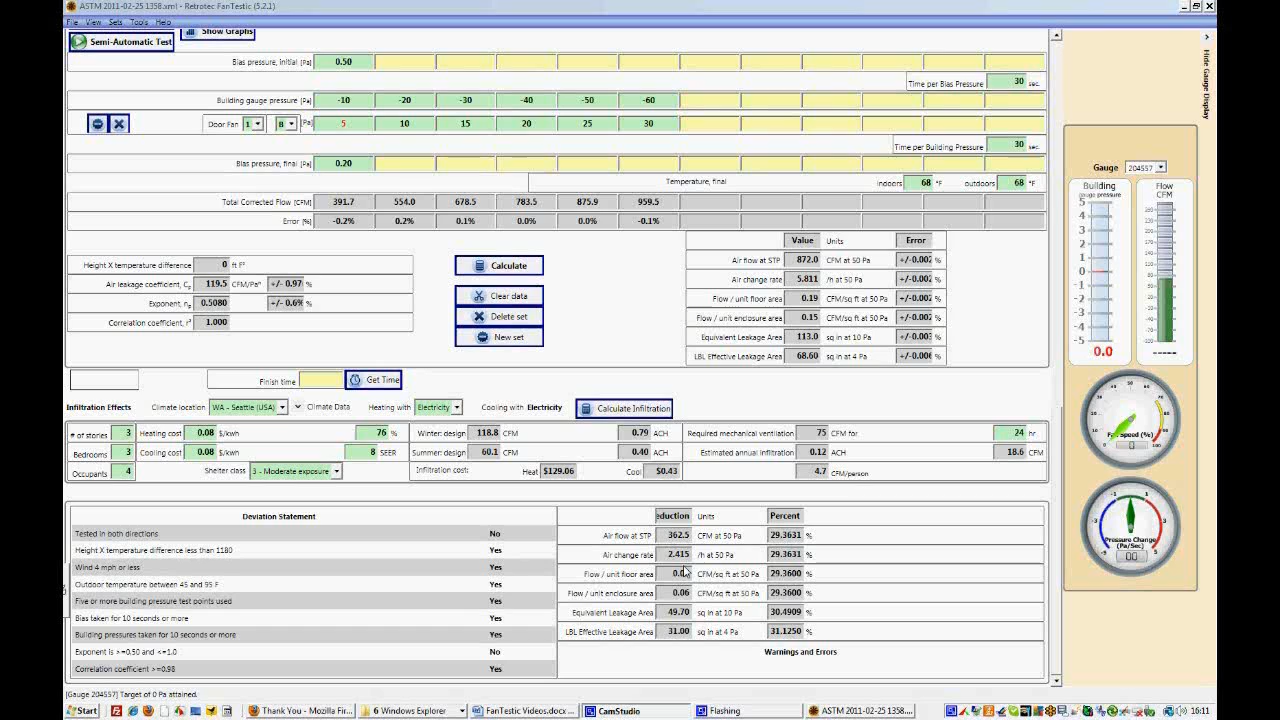 ASTM 2011-02-25 1358.xml - Retrotec FanTestic (5.2.1)
File View Sets Tools Help
Semi-Automatic Test Show Graphs
Bias pressure, initial [Pa] 0.50
Time per Bias Pressure 30 sec.
Building gauge pressure [Pa] -10 -20 -30 -40 -50 -60
Door Fan 1 8 [Pa] 5 10 15 20 25 30
Time per Building Pressure 30 sec.
Bias pressure, final [Pa] 0.20
Temperature, final indoors 68 °F outdoors 68 °F
Total Corrected Flow [CFM] 391.7 554.0 678.5 783.5 875.9 959.5
Error [%] -0.2% 0.2% 0.1% 0.0% 0.0% -0.1%
Value Units Error
Height X temperature difference 0 ft F°
Air leakage coefficient, C 119.5 CFM/Paⁿ +/- 0.97 %
Exponent, n 0.5080 +/- 0.6% %
Correlation coefficient, r² 1.000
Calculate
Clear data
Delete set
New set
Air flow at STP 872.0 CFM at 50 Pa +/-0.002 %
Air change rate 5.811 /h at 50 Pa +/-0.002 %
Flow / unit floor area 0.19 CFM/sq ft at 50 Pa +/-0.002 %
Flow / unit enclosure area 0.15 CFM/sq ft at 50 Pa +/-0.002 %
Equivalent Leakage Area 113.0 sq in at 10 Pa +/-0.003 %
LBL Effective Leakage Area 68.60 sq in at 4 Pa +/-0.006 %
Finish time Get Time
Infiltration Effects Climate location WA - Seattle (USA) Climate Data Heating with Electricity Cooling with Electricity Calculate Infiltration
# of stories 3 Heating cost 0.08 $/kwh 76 % Winter: design 118.8 CFM 0.79 ACH Required mechanical ventilation 75 CFM for 24 hr
Bedrooms 3 Cooling cost 0.08 $/kwh 8 SEER Summer: design 60.1 CFM 0.40 ACH Estimated annual infiltration 0.12 ACH 18.6 CFM
Occupants 4 Shelter class 3 - Moderate exposure Infiltration cost: Heat $129.06 Cool $0.43 4.7 CFM/person
Deviation Statement
Tested in both directions No
Height X temperature difference less than 1180 Yes
Wind 4 mph or less Yes
Outdoor temperature between 45 and 95 F Yes
Five or more building pressure test points used Yes
Bias taken for 10 seconds or more Yes
Building pressures taken for 10 seconds or more Yes
Exponent is >=0.50 and <=1.0 No
Correlation coefficient >=0.98 Yes
eduction Units Percent
Air flow at STP 362.5 CFM at 50 Pa 29.3631 %
Air change rate 2.415 /h at 50 Pa 29.3631 %
Flow / unit floor area CFM/sq ft at 50 Pa 29.3600 %
Flow / unit enclosure area 0.06 CFM/sq ft at 50 Pa 29.3600 %
Equivalent Leakage Area 49.70 sq in at 10 Pa 30.4909 %
LBL Effective Leakage Area 31.00 sq in at 4 Pa 31.1250 %
Warnings and Errors
Hide Gauge Display
Gauge 204557
Building gauge pressure
5
4
3
2
1
0
-1
-2
-3
-4
-5
0.0
Flow
CFM
-----
Fan Speed (%)
0
Pressure Change
(Pa/Sec)
00
[Gauge 204557] Target of 0 Pa attained.
Start Thank You - Mozilla Fir... 6 Windows Explorer FanTestic Videos.docx ... CamStudio Flashing ASTM 2011-02-25 1358.... 16:11